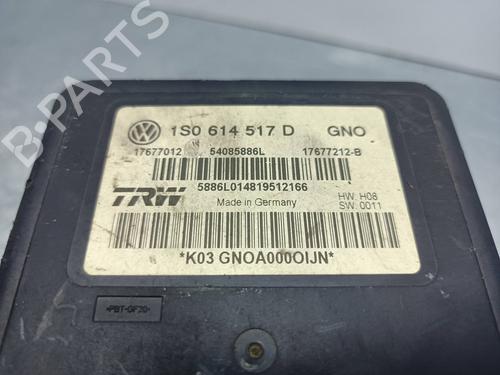 B-PARTS
1S0 614 517 D GNO
17677012 54085886L 17677212-B
TRW 5886L014819512166
Made in Germany
HW: H08
SW: 0011
*K03 GNOA000OIJN*
>PBT-GF30<